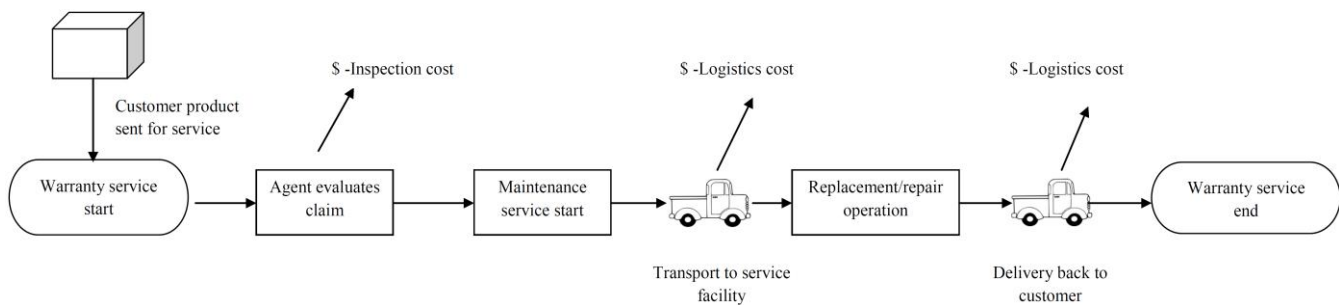 $ -Inspection cost
$ -Logistics cost
$ -Logistics cost
Customer product
sent for service
Warranty service
start
Agent evaluates
claim
Maintenance
service start
Replacement/repair
operation
Warranty service
end
Transport to service
facility
Delivery back to
customer